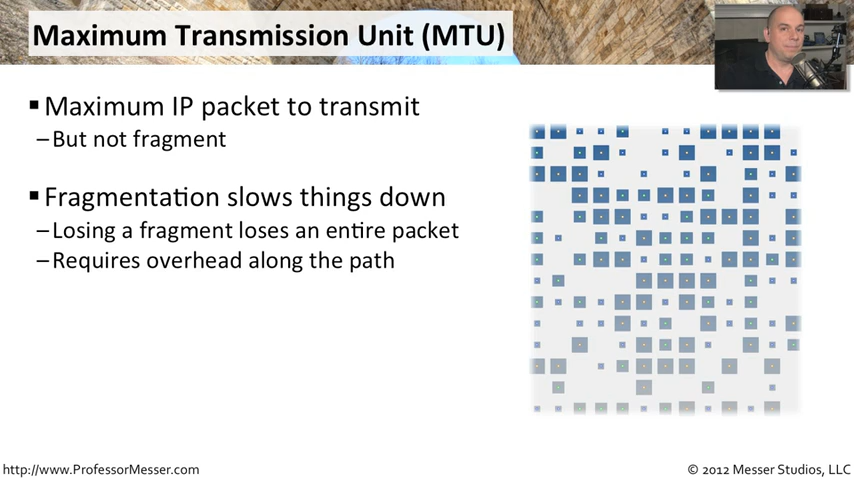 Maximum Transmission Unit (MTU)
▪Maximum IP packet to transmit
–But not fragment
▪Fragmentation slows things down
–Losing a fragment loses an entire packet
–Requires overhead along the path
http://www.ProfessorMesser.com
© 2012 Messer Studios, LLC